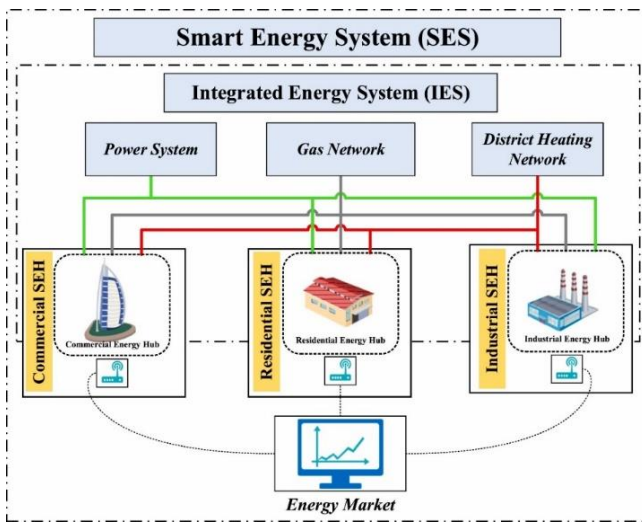 Smart Energy System (SES)
Integrated Energy System (IES)
Power System
Gas Network
District Heating
Network
Commercial SEH
Commercial Energy Hub
Residential SEH
Residential Energy Hub
Industrial SEH
Industrial Energy Hub
Energy Market